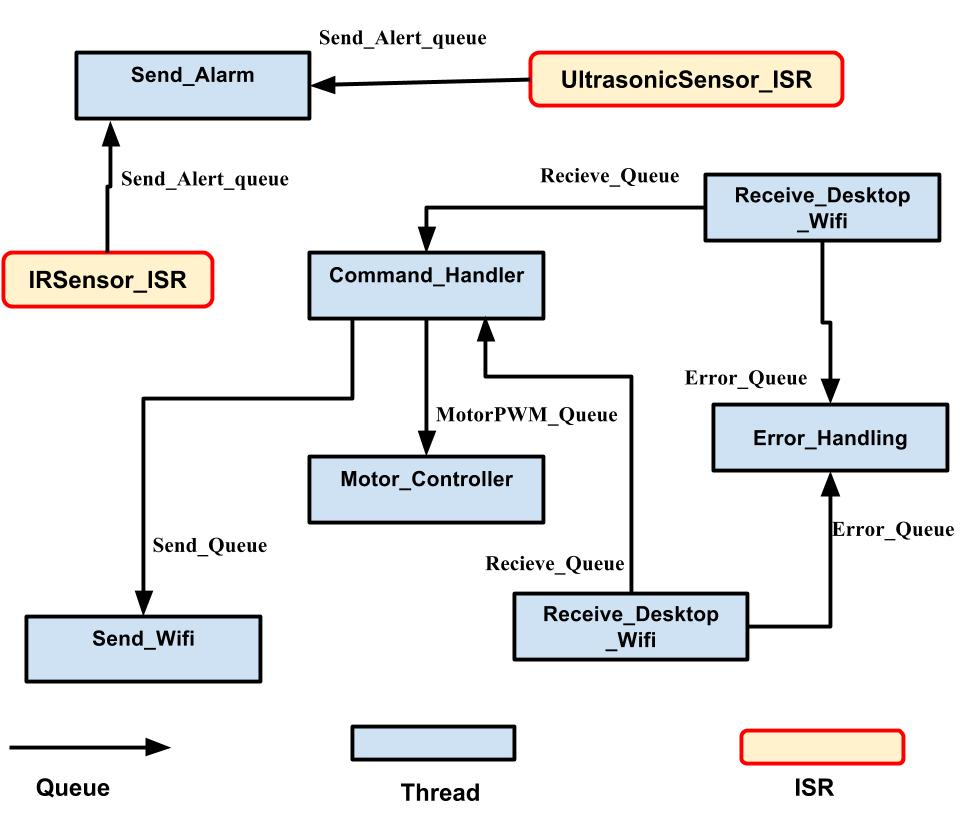 Send_Alert_queue
Send_Alarm
UltrasonicSensor_ISR
Send_Alert_queue
Recieve_Queue
Receive_Desktop
_Wifi
IRSensor_ISR
Command_Handler
Error_Queue
MotorPWM_Queue
Error_Handling
Motor_Controller
Error_Queue
Send_Queue
Recieve_Queue
Receive_Desktop
_Wifi
Send_Wifi
Queue
Thread
ISR